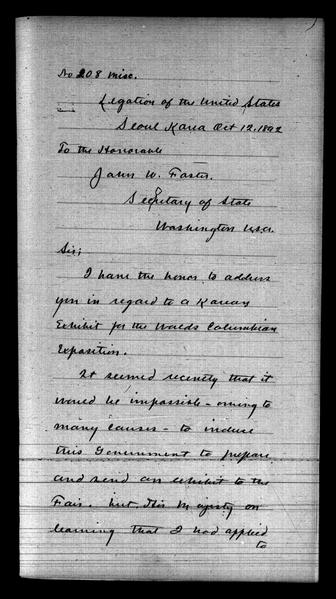 No 208 Misc.
Legation of the United States
Seoul Korea Oct 12, 1892
To the Honorable
John W. Foster.
Secretary of State
Washington U.S.A.
Sir;
I have the honor to address
you in regard to a Korean
Exhibit for the Worlds Columbian
Exposition.
It seemed recently that it
would be impossible - owing to
many causes - to induce
this Government to prepare
and send an exhibit to the
Fair. but, His Majesty on
learning that I had applied
to